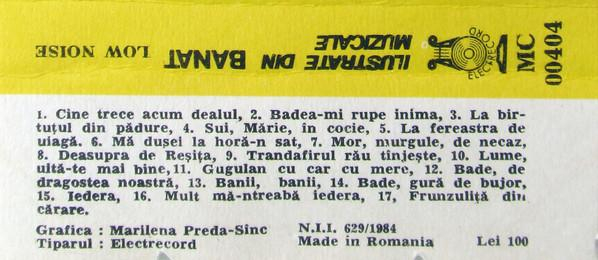 ILUSTRATE DIN BANAT
MUZICALE
LOW NOISE
ELECTRECORD
MC
00404
1. Cine trece acum dealul, 2. Badea-mi rupe inima, 3. La bir-
tuțul din pădure, 4. Sui, Mărie, în cocie, 5. La fereastra de
uiagă. 6. Mă dusei la horă-n sat, 7. Mor, murgule, de necaz,
8. Deasupra de Reșița, 9. Trandafirul rău tînjește, 10. Lume,
uită-te mai bine, 11. Gugulan cu car cu mere, 12. Bade, de
dragostea noastră, 13. Banii, banii, 14. Bade, gură de bujor,
15. Iedera, 16. Mult mă-ntreabă iedera, 17, Frunzuliță din
cărare.
Grafica : Marilena Preda-Sînc N.I.I. 629/1984
Tiparul : Electrecord Made in Romania Lei 100